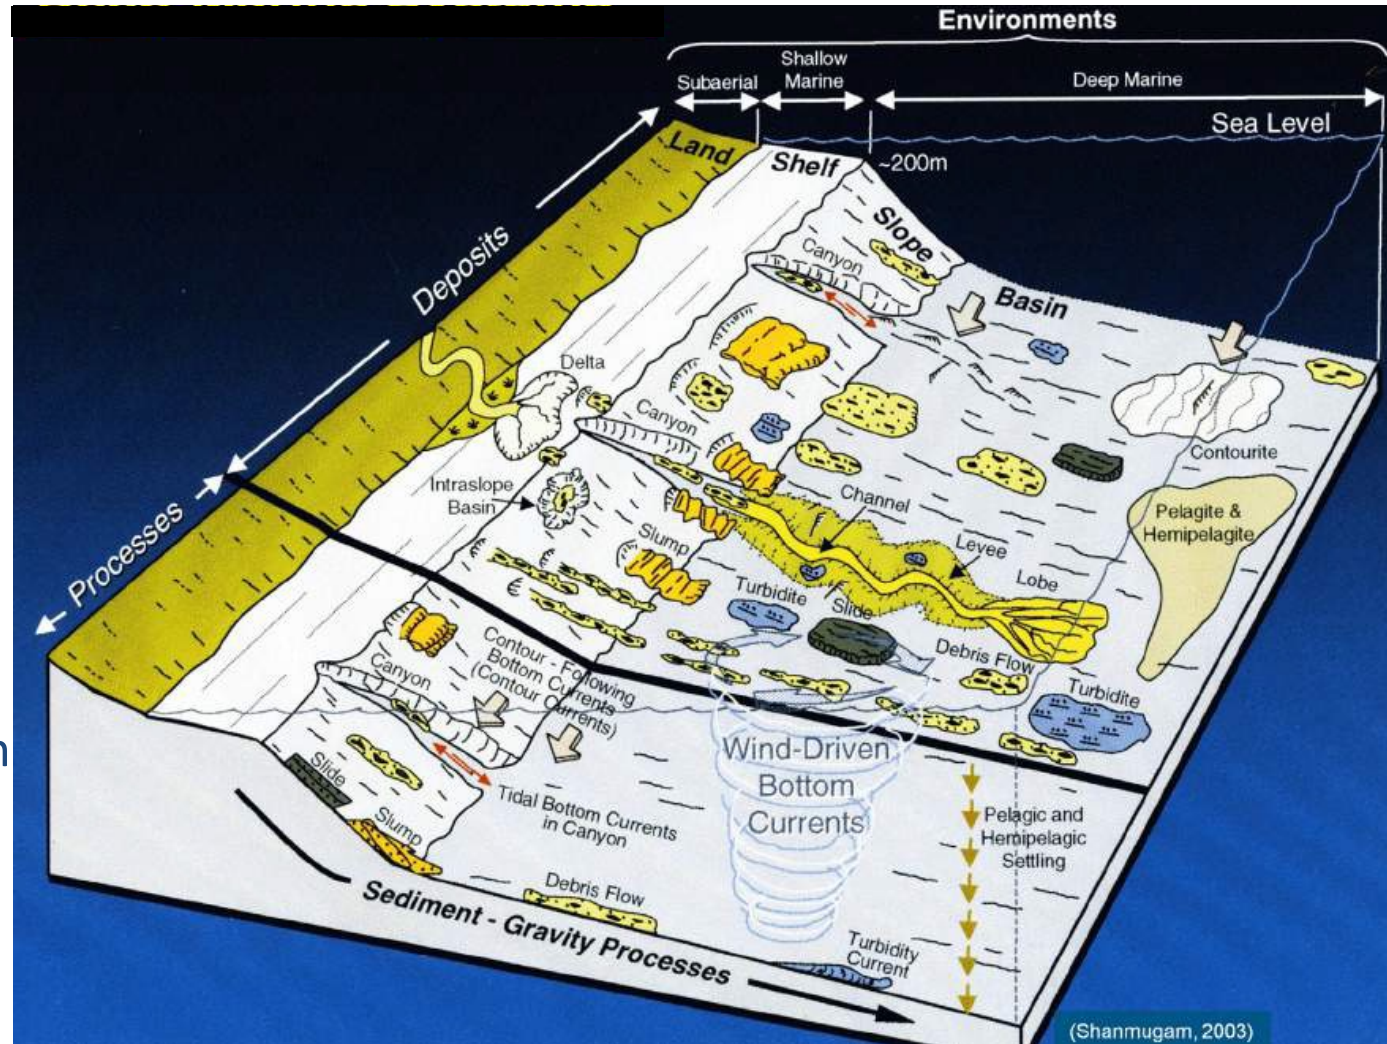 Environments
Subaerial
Shallow
Marine
Deep Marine
Sea Level
Land
Shelf
~200m
Slope
Canyon
Basin
Deposits
Delta
Canyon
Contourite
Intraslope
Basin
Channel
Pelagite &
Hemipelagite
Levee
Slump
Processes
Lobe
Turbidite
Slide
Debris Flow
Turbidite
Contour - Following
Bottom Currents
(Contour Currents)
Canyon
Wind-Driven
Bottom
Currents
Slide
Tidal Bottom Currents
in Canyon
Pelagic and
Hemipelagic
Settling
Slump
Debris Flow
Sediment - Gravity Processes
Turbidity
Current
(Shanmugam, 2003)